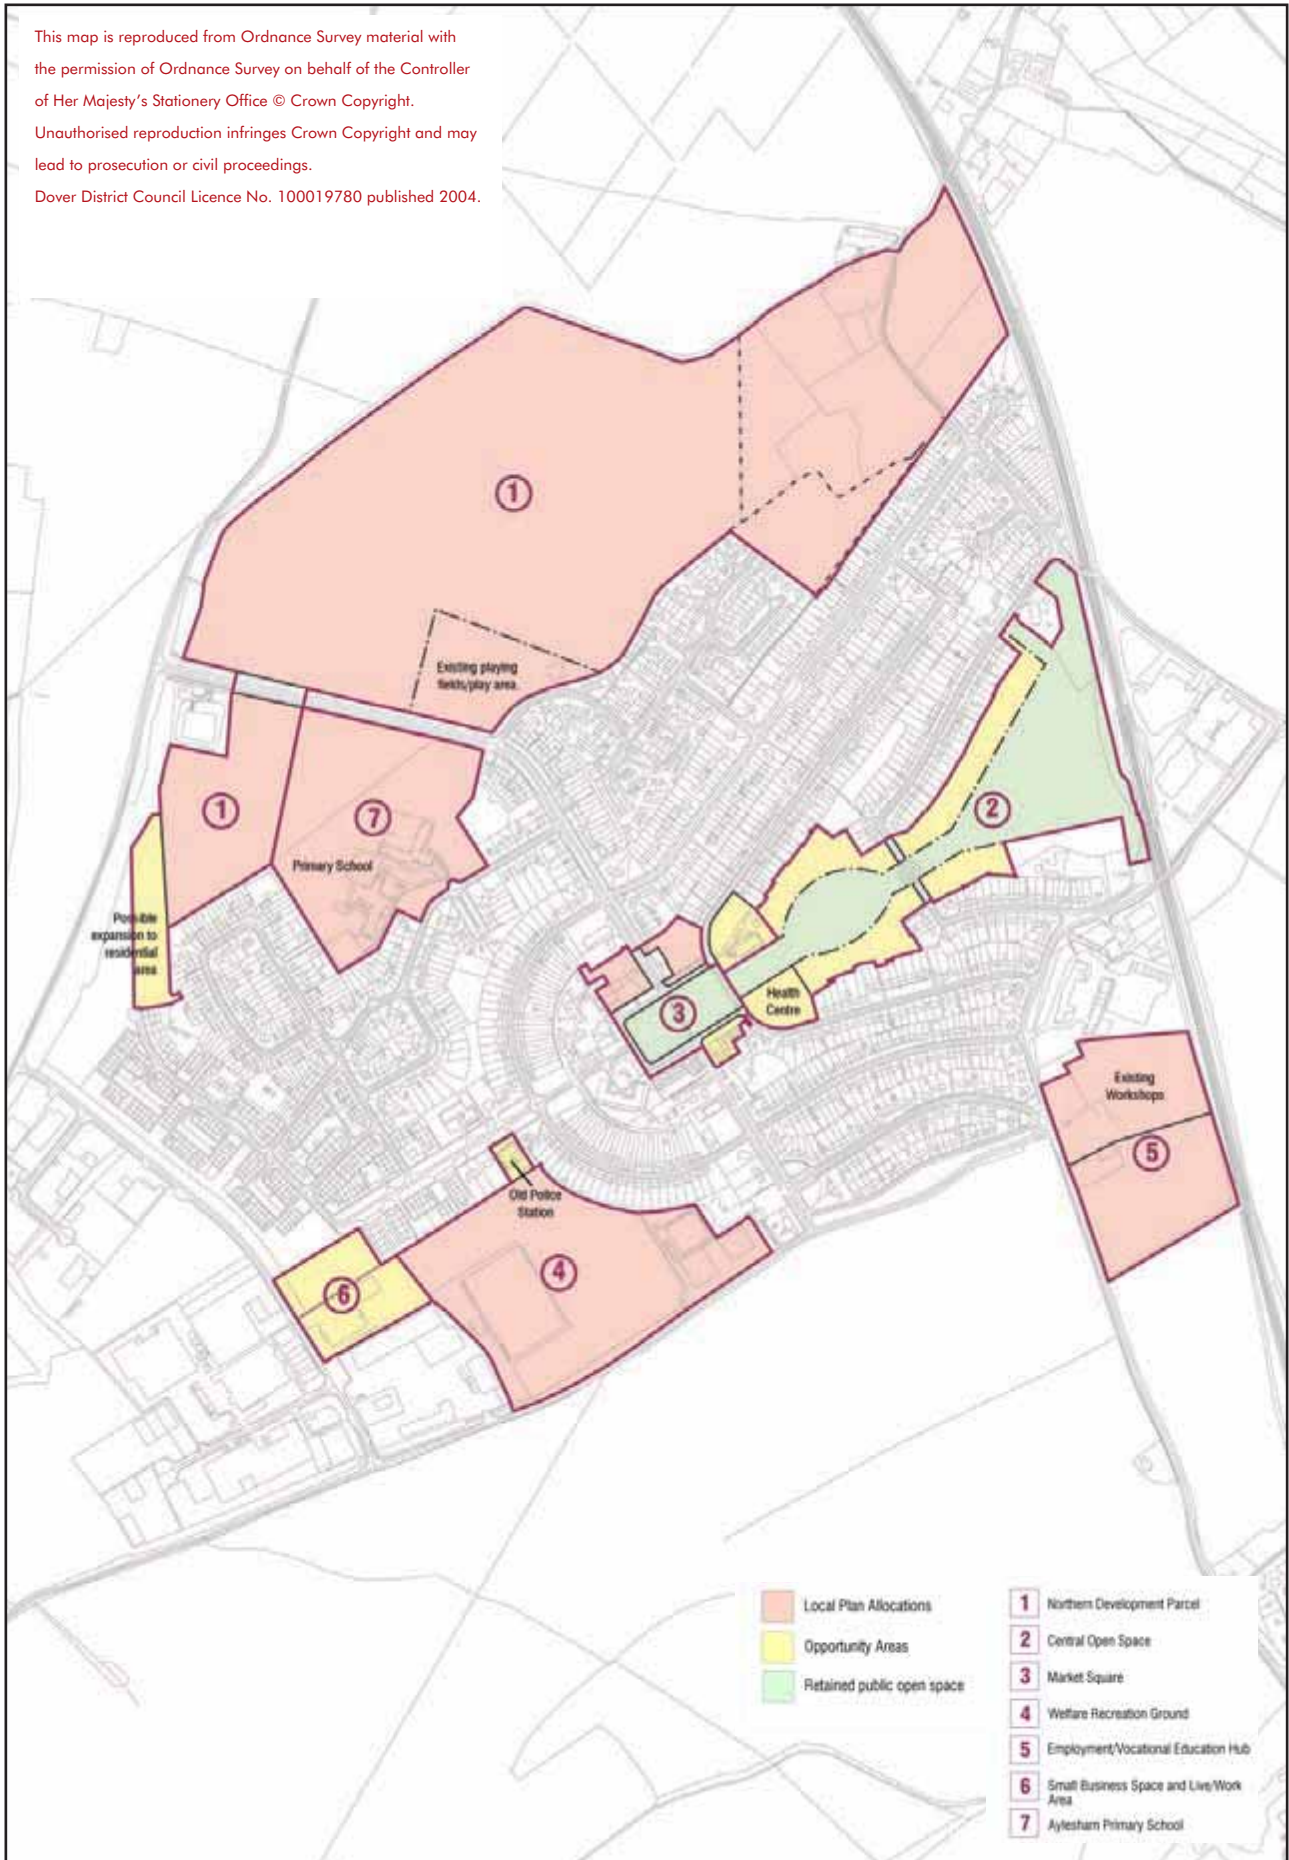 This map is reproduced from Ordnance Survey material with
the permission of Ordnance Survey on behalf of the Controller
of Her Majesty's Stationery Office © Crown Copyright.
Unauthorised reproduction infringes Crown Copyright and may
lead to prosecution or civil proceedings.
Dover District Council Licence No. 100019780 published 2004.
1
Existing playing
fields/play area
1
7
Primary School
2
Possible
expansion to
residential
area
3
Health
Centre
Existing
Workshops
5
Old Police
Station
4
6
Local Plan Allocations
Opportunity Areas
Retained public open space
1 Northern Development Parcel
2 Central Open Space
3 Market Square
4 Welfare Recreation Ground
5 Employment/Vocational Education Hub
6 Small Business Space and Live/Work
Area
7 Aylesham Primary School